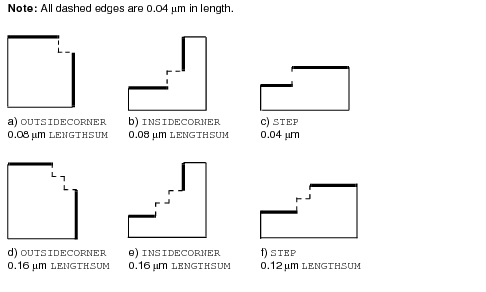 Note: All dashed edges are 0.04 µm in length.
a) OUTSIDECORNER
0.08 µm LENGTHSUM
b) INSIDECORNER
0.08 µm LENGTHSUM
c) STEP
0.04 µm
d) OUTSIDECORNER
0.16 µm LENGTHSUM
e) INSIDECORNER
0.16 µm LENGTHSUM
f) STEP
0.12 µm LENGTHSUM